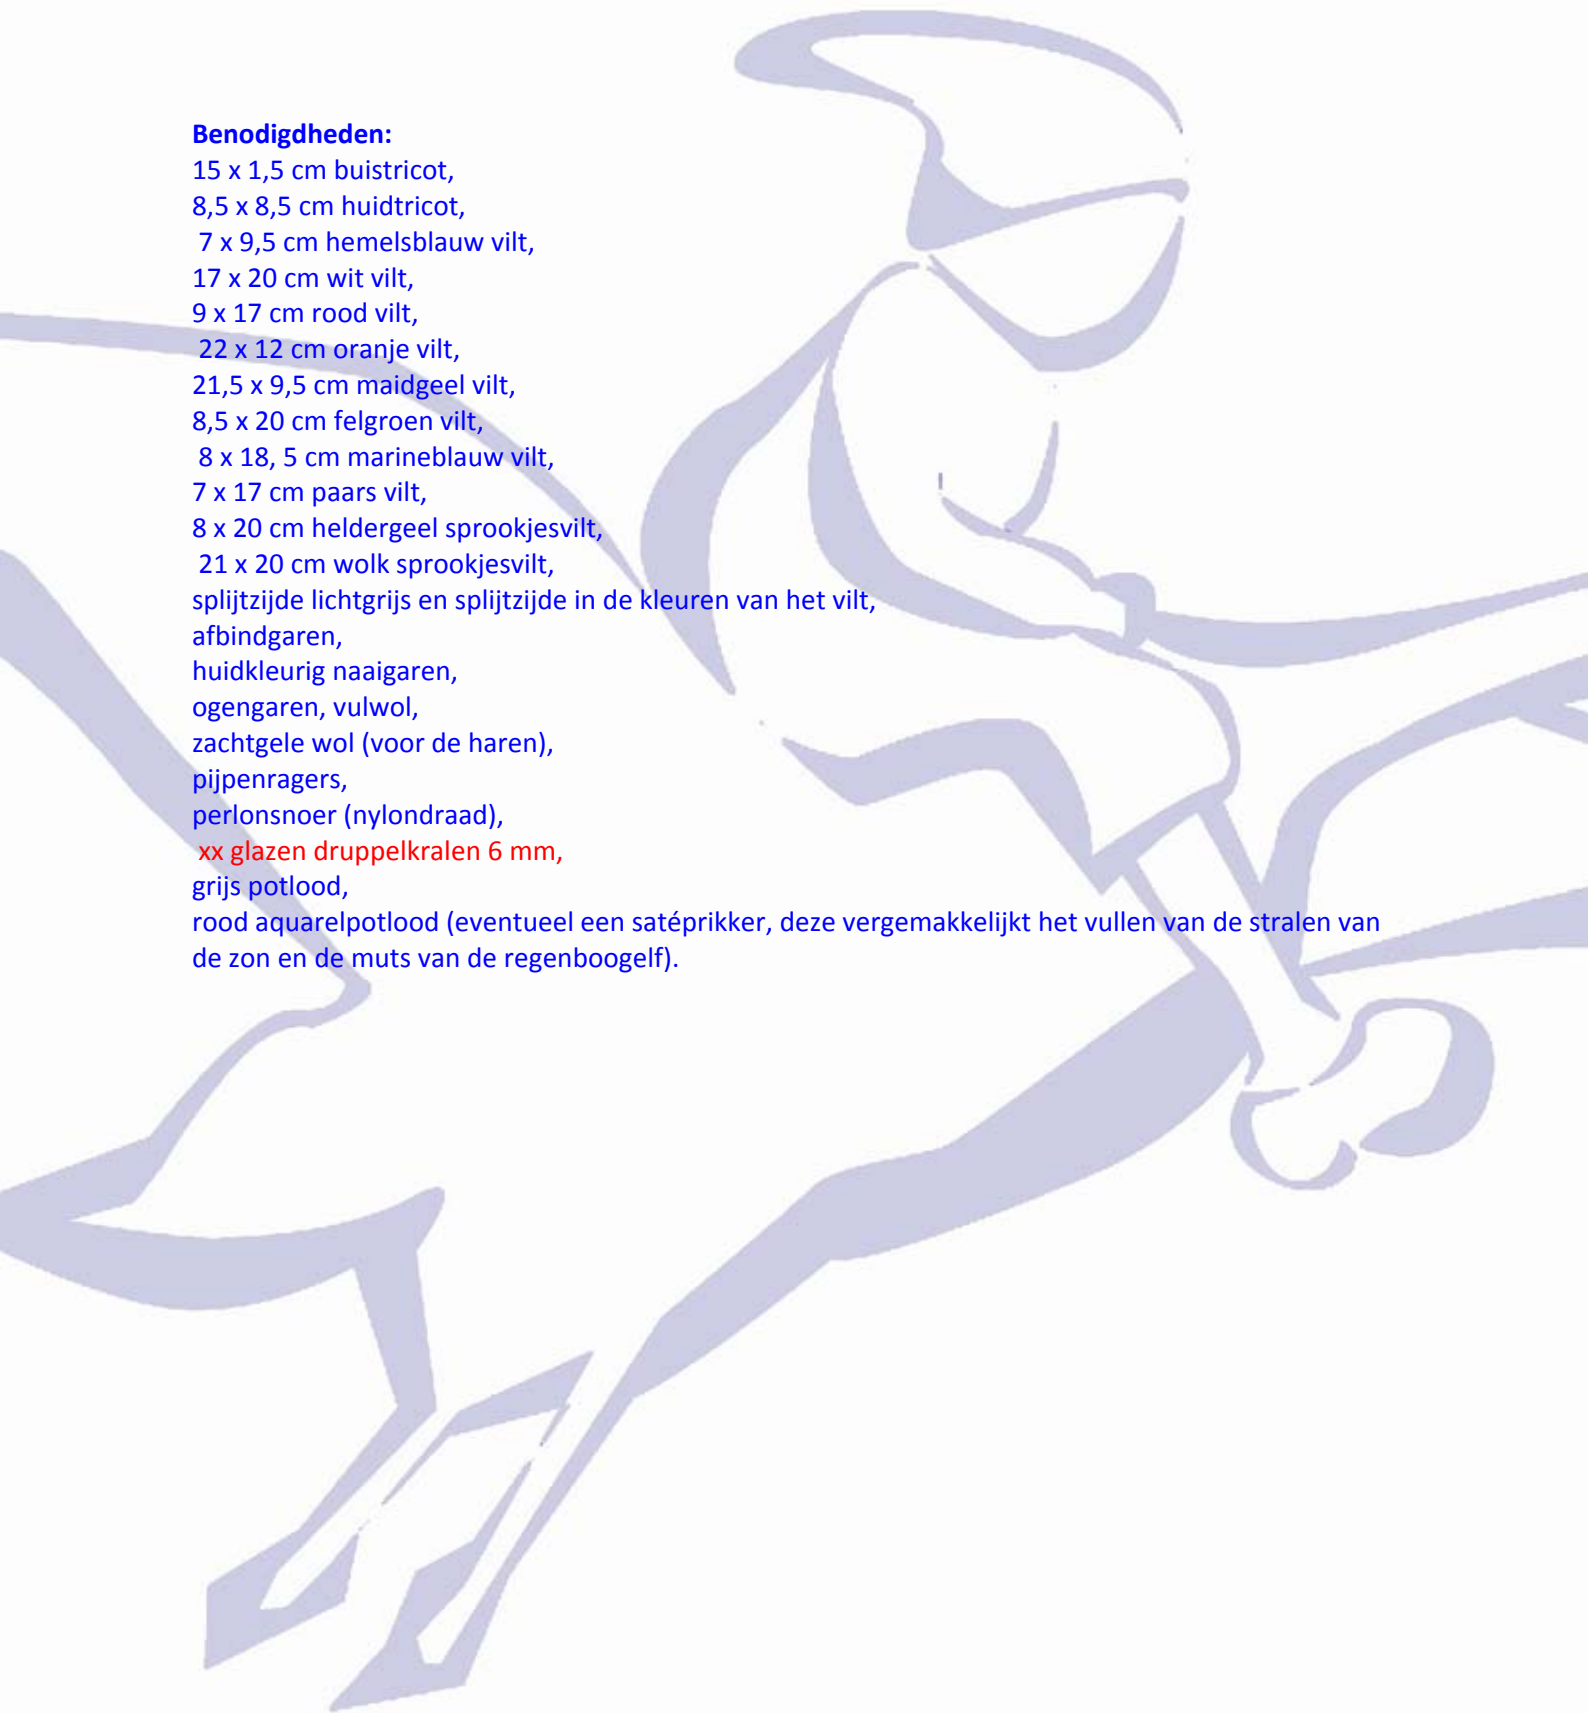 Benodigdheden:
15 x 1,5 cm buistricot,
8,5 x 8,5 cm huidtricot,
7 x 9,5 cm hemelsblauw vilt,
17 x 20 cm wit vilt,
9 x 17 cm rood vilt,
22 x 12 cm oranje vilt,
21,5 x 9,5 cm maidgeel vilt,
8,5 x 20 cm felgroen vilt,
8 x 18, 5 cm marineblauw vilt,
7 x 17 cm paars vilt,
8 x 20 cm heldergeel sprookjesvilt,
21 x 20 cm wolk sprookjesvilt,
splijtzijde lichtgrijs en splijtzijde in de kleuren van het vilt,
afbindgaren,
huidkleurig naaigaren,
ogengaren, vulwol,
zachtgele wol (voor de haren),
pijpenragers,
perlonsnoer (nylondraad),
xx glazen druppelkralen 6 mm,
grijs potlood,
rood aquarelpotlood (eventueel een satéprikker, deze vergemakkelijkt het vullen van de stralen van
de zon en de muts van de regenboogelf).